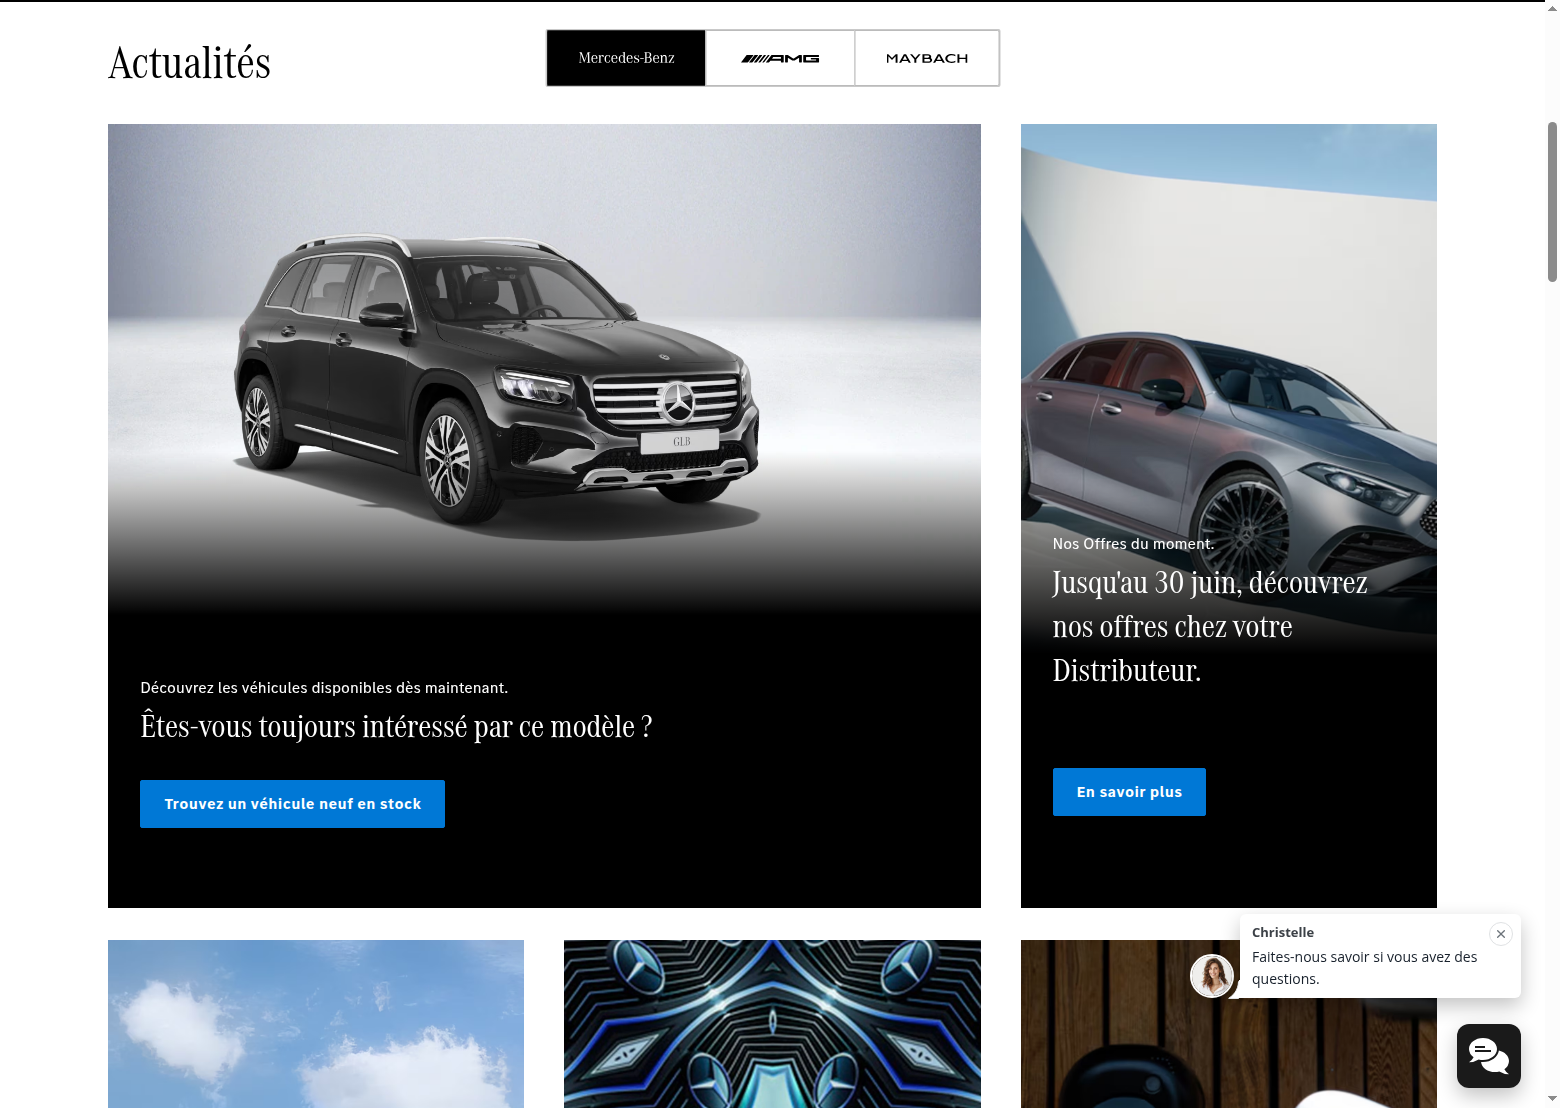 Actualités
Mercedes-Benz
AMG
MAYBACH
GLB
Découvrez les véhicules disponibles dès maintenant.
Êtes-vous toujours intéressé par ce modèle ?
Trouvez un véhicule neuf en stock
Nos Offres du moment.
Jusqu'au 30 juin, découvrez
nos offres chez votre
Distributeur.
En savoir plus
Christelle
Faites-nous savoir si vous avez des
questions.